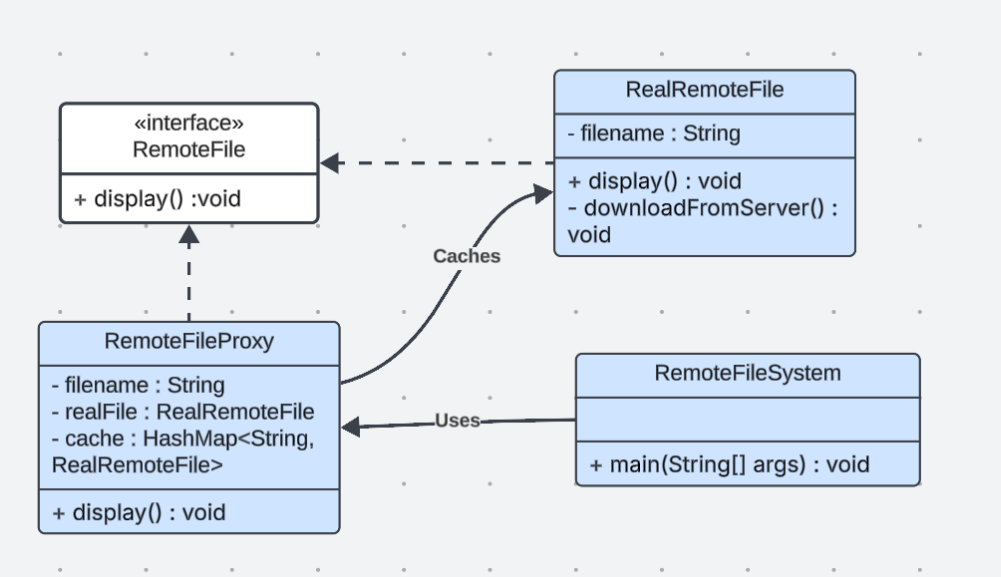 «interface»
RemoteFile
+ display() :void
RealRemoteFile
- filename : String
+ display() : void
- downloadFromServer() :
void
Caches
RemoteFileProxy
- filename : String
- realFile : RealRemoteFile
- cache : HashMap<String,
RealRemoteFile>
+ display() : void
Uses
RemoteFileSystem
+ main(String[] args) : void